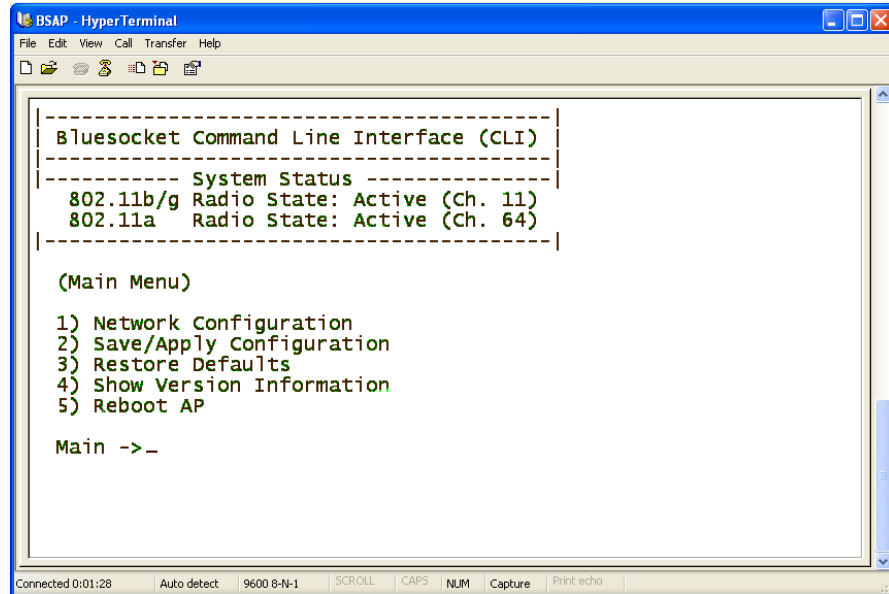 BSAP - HyperTerminal
File Edit View Call Transfer Help
|-----------------------------------------|
| Bluesocket Command Line Interface (CLI) |
|-----------------------------------------|
|----------- System Status ---------------|
802.11b/g Radio State: Active (Ch. 11)
802.11a Radio State: Active (Ch. 64)
|-----------------------------------------|
(Main Menu)
1) Network Configuration
2) Save/Apply Configuration
3) Restore Defaults
4) Show Version Information
5) Reboot AP
Main ->_
Connected 0:01:28 Auto detect 9600 8-N-1 SCROLL CAPS NUM Capture Print echo